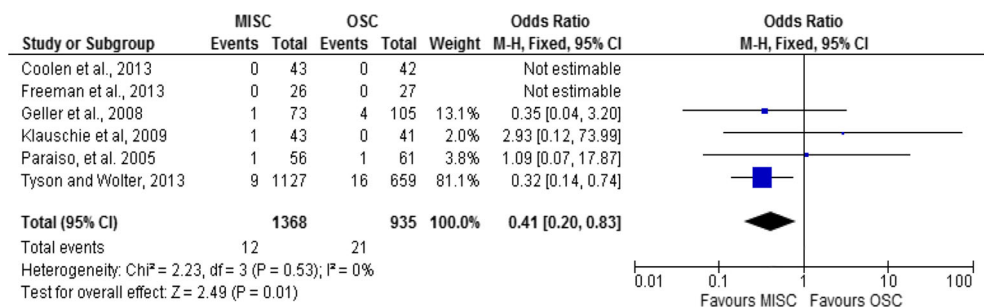 MISC OSC Odds Ratio Odds Ratio
Study or Subgroup Events Total Events Total Weight M-H, Fixed, 95% CI M-H, Fixed, 95% CI
Coolen et al., 2013 0 43 0 42 Not estimable
Freeman et al., 2013 0 26 0 27 Not estimable
Geller et al., 2008 1 73 4 105 13.1% 0.35 [0.04, 3.20]
Klauschie et al, 2009 1 43 0 41 2.0% 2.93 [0.12, 73.99]
Paraiso, et al. 2005 1 56 1 61 3.8% 1.09 [0.07, 17.87]
Tyson and Wolter, 2013 9 1127 16 659 81.1% 0.32 [0.14, 0.74]
Total (95% CI) 1368 935 100.0% 0.41 [0.20, 0.83]
Total events 12 21
Heterogeneity: Chi² = 2.23, df = 3 (P = 0.53); I² = 0%
Test for overall effect: Z = 2.49 (P = 0.01)
0.01 0.1 1 10 100
Favours MISC Favours OSC